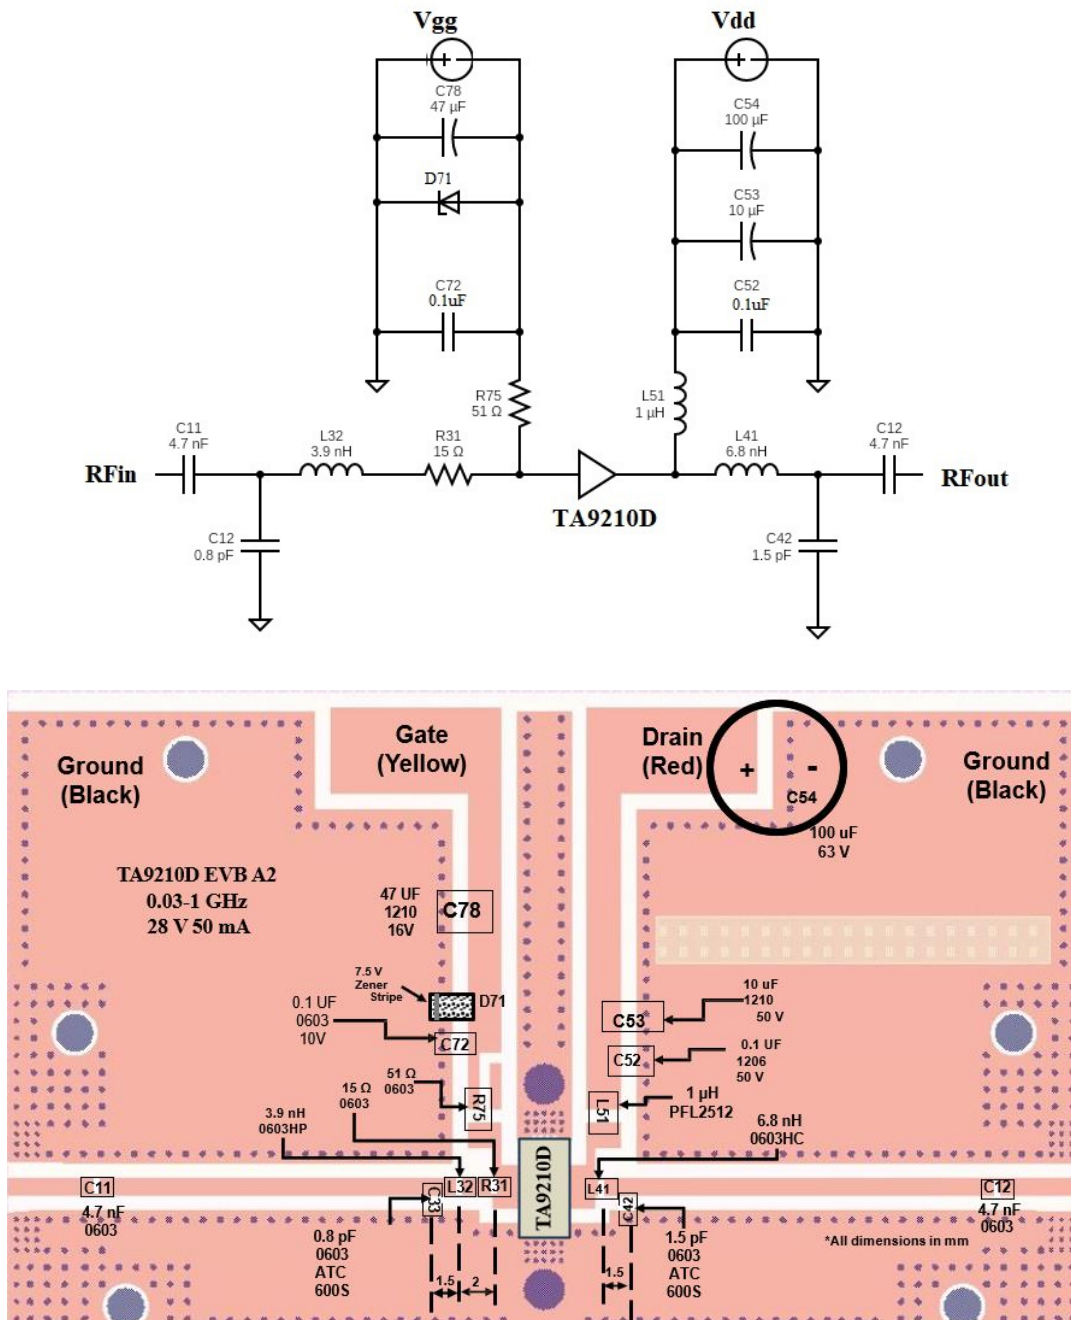 Vgg
Vdd
+
+
C78
47 µF
C54
100 µF
D71
C53
10 µF
C72
0.1uF
C52
0.1uF
R75
51 Ω
L51
1 µH
C11
4.7 nF
L32
3.9 nH
R31
15 Ω
L41
6.8 nH
C12
4.7 nF
RFin
RFout
TA9210D
C12
0.8 pF
C42
1.5 pF
Ground
(Black)
Gate
(Yellow)
Drain
(Red)
+ -
C54
Ground
(Black)
100 uF
63 V
TA9210D EVB A2
0.03-1 GHz
28 V 50 mA
47 UF
1210
16V
C78
7.5 V
Zener
Stripe
D71
0.1 UF
0603
10V
C72
10 uF
1210
50 V
C53
0.1 UF
1206
50 V
C52
51 Ω
0603
R75
15 Ω
0603
3.9 nH
0603HP
L51
1 µH
PFL2512
6.8 nH
0603HC
TA9210D
C11
4.7 nF
0603
C33
L32
R31
L41
C42
C12
4.7 nF
0603
0.8 pF
0603
ATC
600S
1.5
2
1.5
1.5 pF
0603
ATC
600S
*All dimensions in mm